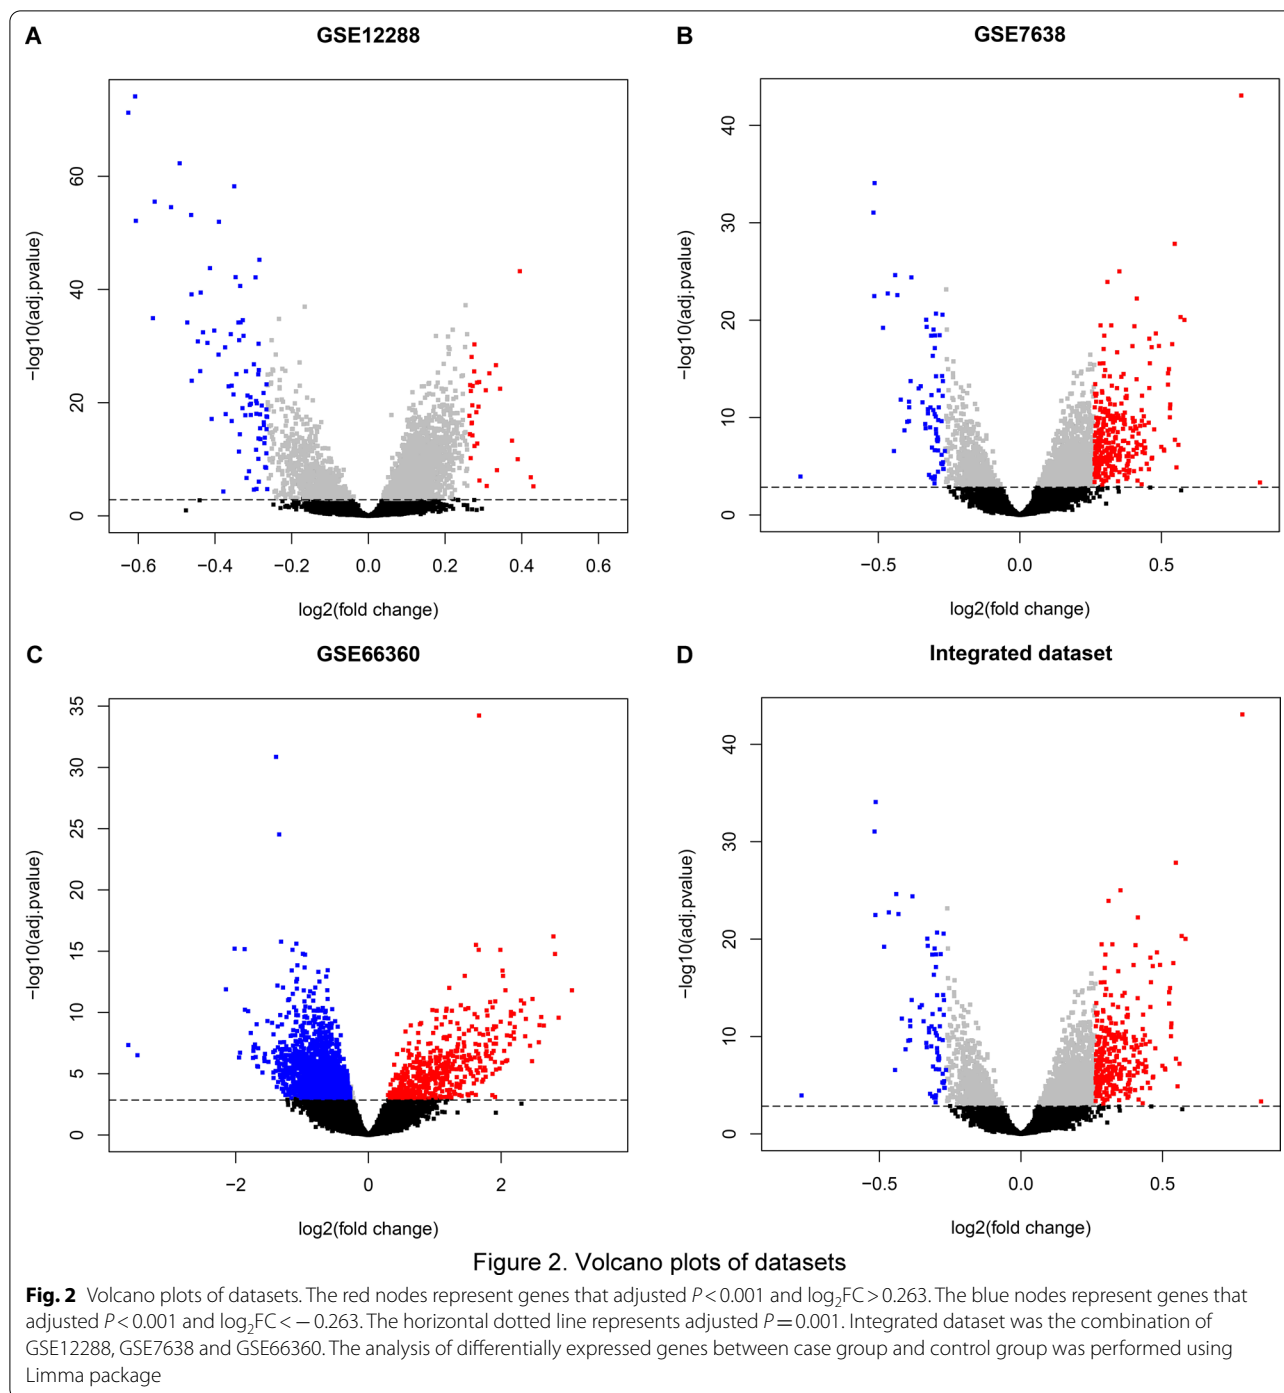 A
GSE12288
−log10(adj.pvalue)
60
40
20
0
−0.6
−0.4
−0.2
0.0
0.2
0.4
0.6
log2(fold change)
B
GSE7638
−log10(adj.pvalue)
40
30
20
10
0
−0.5
0.0
0.5
log2(fold change)
C
GSE66360
−log10(adj.pvalue)
35
30
25
20
15
10
5
0
−2
0
2
log2(fold change)
D
Integrated dataset
−log10(adj.pvalue)
40
30
20
10
0
−0.5
0.0
0.5
log2(fold change)
Figure 2. Volcano plots of datasets
Fig. 2 Volcano plots of datasets. The red nodes represent genes that adjusted P < 0.001 and log₂FC > 0.263. The blue nodes represent genes that
adjusted P < 0.001 and log₂FC < − 0.263. The horizontal dotted line represents adjusted P = 0.001. Integrated dataset was the combination of
GSE12288, GSE7638 and GSE66360. The analysis of differentially expressed genes between case group and control group was performed using
Limma package